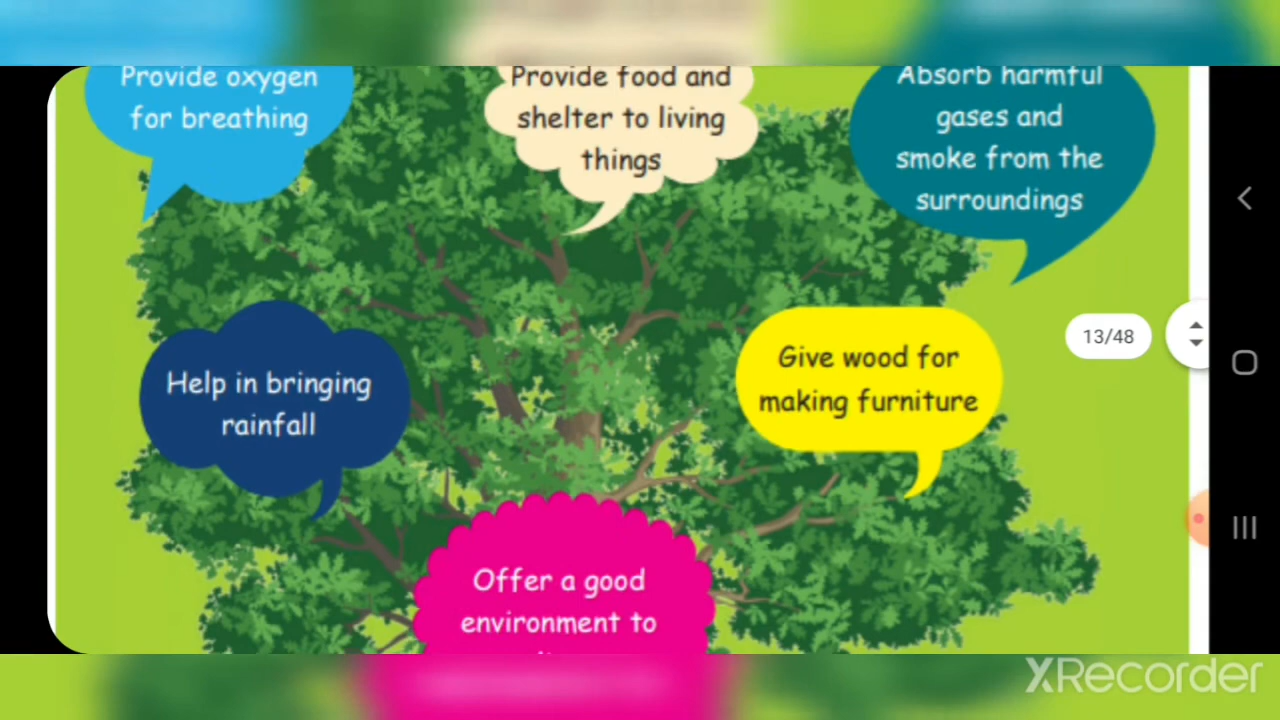 Provide oxygen
for breathing
Provide food and
shelter to living
things
Absorb harmful
gases and
smoke from the
surroundings
Help in bringing
rainfall
Give wood for
making furniture
13/48
Offer a good
environment to
XRecorder